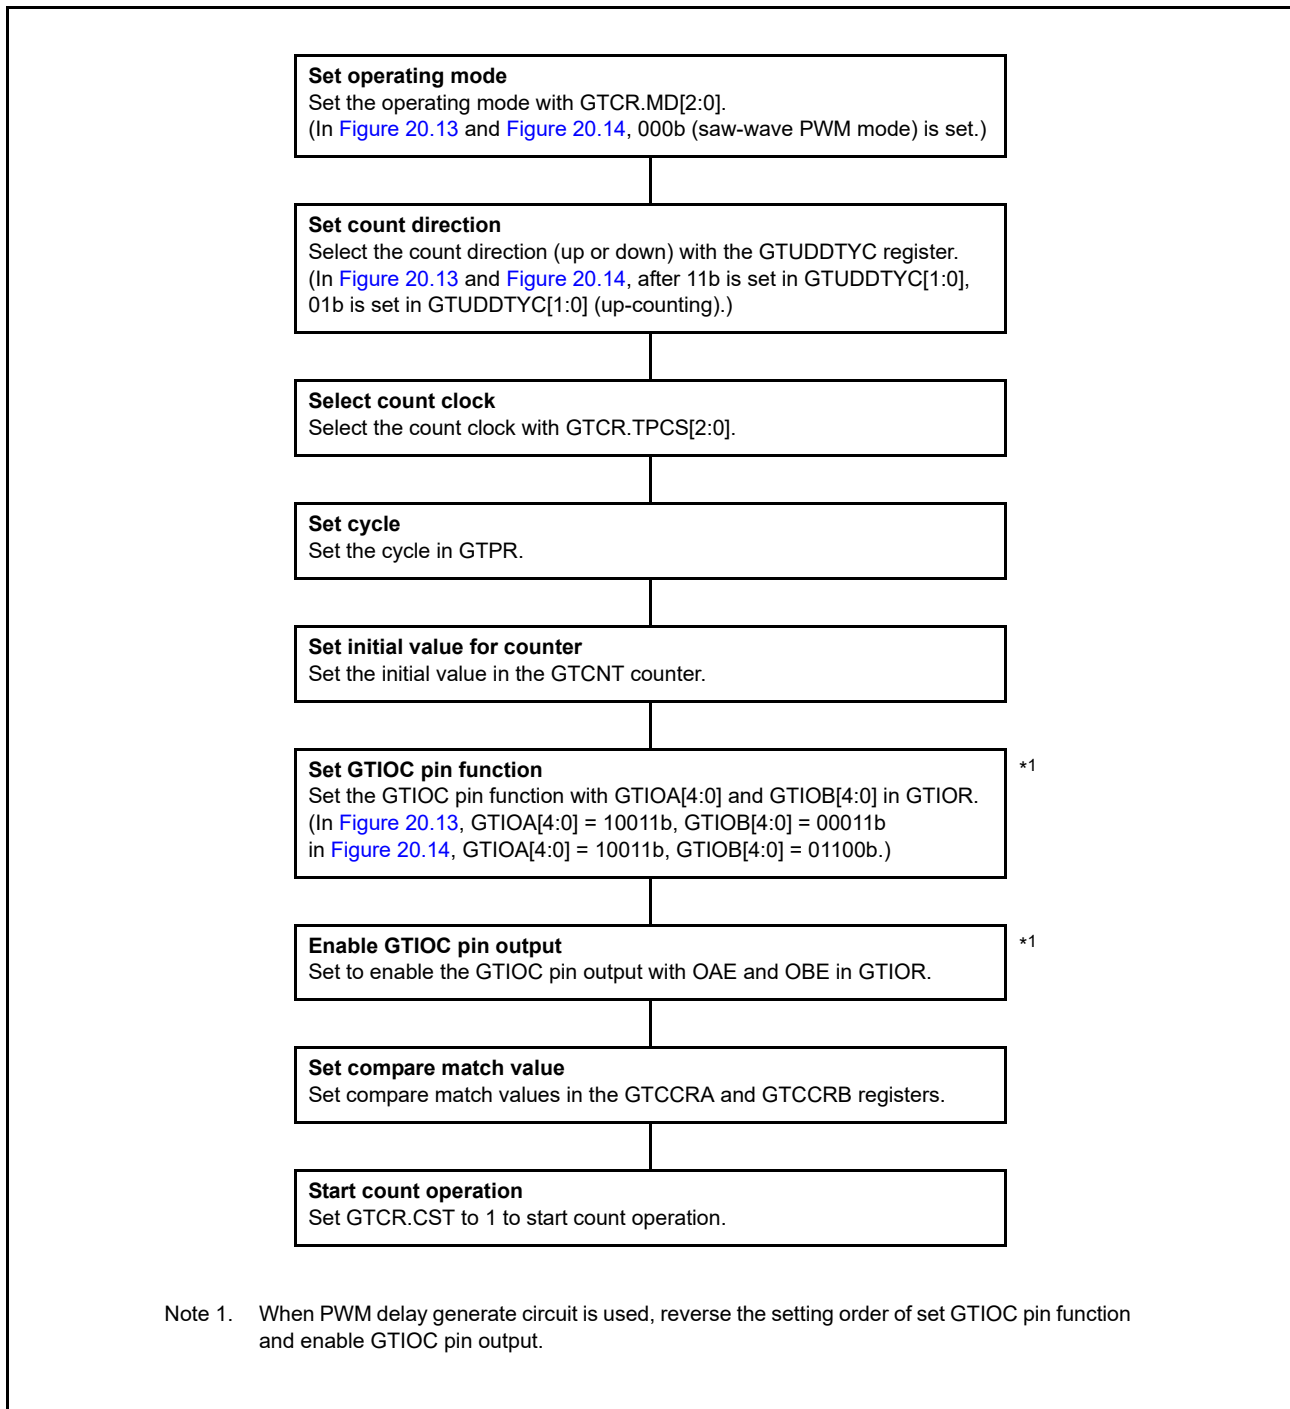 Set operating mode
Set the operating mode with GTCR.MD[2:0].
(In Figure 20.13 and Figure 20.14, 000b (saw-wave PWM mode) is set.)
Set count direction
Select the count direction (up or down) with the GTUDDTYC register.
(In Figure 20.13 and Figure 20.14, after 11b is set in GTUDDTYC[1:0],
01b is set in GTUDDTYC[1:0] (up-counting).)
Select count clock
Select the count clock with GTCR.TPCS[2:0].
Set cycle
Set the cycle in GTPR.
Set initial value for counter
Set the initial value in the GTCNT counter.
Set GTIOC pin function *1
Set the GTIOC pin function with GTIOA[4:0] and GTIOB[4:0] in GTIOR.
(In Figure 20.13, GTIOA[4:0] = 10011b, GTIOB[4:0] = 00011b
in Figure 20.14, GTIOA[4:0] = 10011b, GTIOB[4:0] = 01100b.)
Enable GTIOC pin output *1
Set to enable the GTIOC pin output with OAE and OBE in GTIOR.
Set compare match value
Set compare match values in the GTCCRA and GTCCRB registers.
Start count operation
Set GTCR.CST to 1 to start count operation.
Note 1. When PWM delay generate circuit is used, reverse the setting order of set GTIOC pin function
and enable GTIOC pin output.